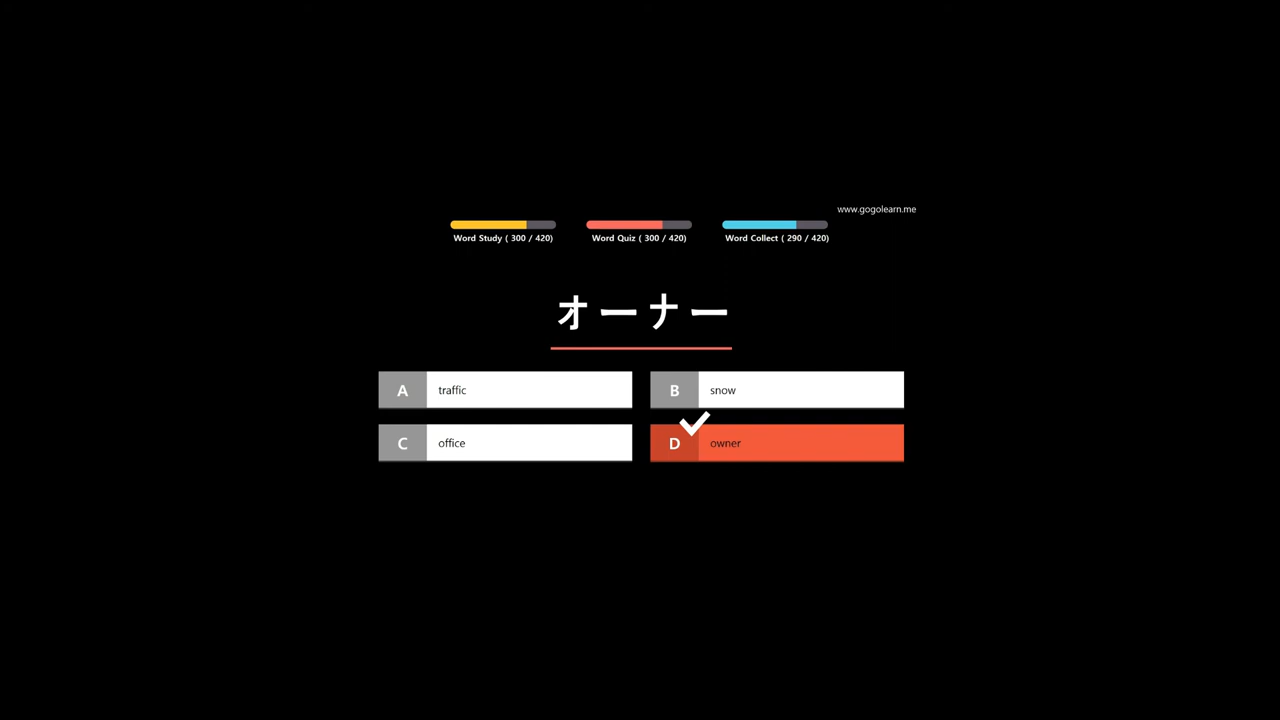 www.gogolearn.me
Word Study ( 300 / 420)
Word Quiz ( 300 / 420)
Word Collect ( 290 / 420)
オーナー
A traffic
B snow
C office
D owner